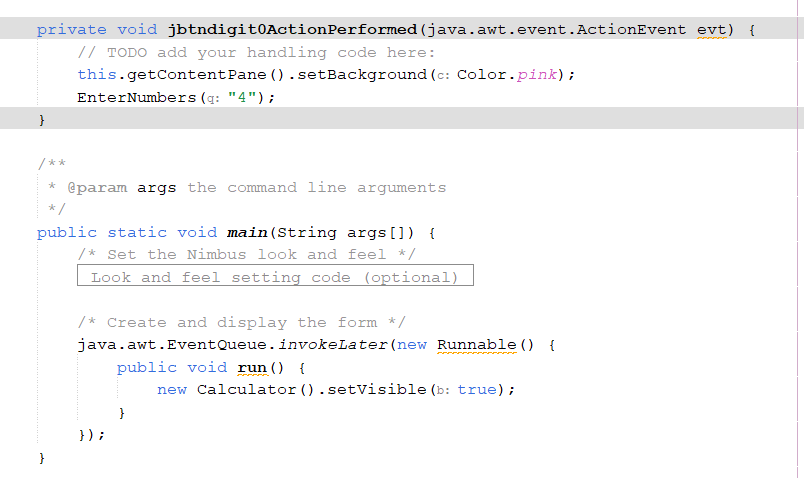 private void jbtndigit0ActionPerformed(java.awt.event.ActionEvent evt) {
// TODO add your handling code here:
this.getContentPane().setBackground(c: Color.pink);
EnterNumbers(q: "4");
}
/**
* @param args the command line arguments
*/
public static void main(String args[]) {
/* Set the Nimbus look and feel */
Look and feel setting code (optional)
/* Create and display the form */
java.awt.EventQueue.invokeLater(new Runnable() {
public void run() {
new Calculator().setVisible(b: true);
}
});
}